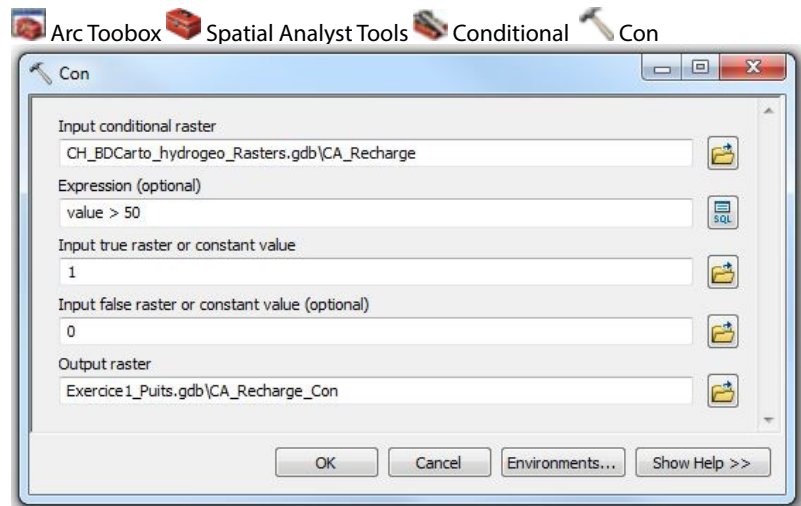 Arc Toobox Spatial Analyst Tools Conditional Con
Con
Input conditional raster
CH_BDCarto_hydrogeo_Rasters.gdb\CA_Recharge
Expression (optional)
value > 50
SQL
Input true raster or constant value
1
Input false raster or constant value (optional)
0
Output raster
Exercice1_Puits.gdb\CA_Recharge_Con
OK Cancel Environments... Show Help >>